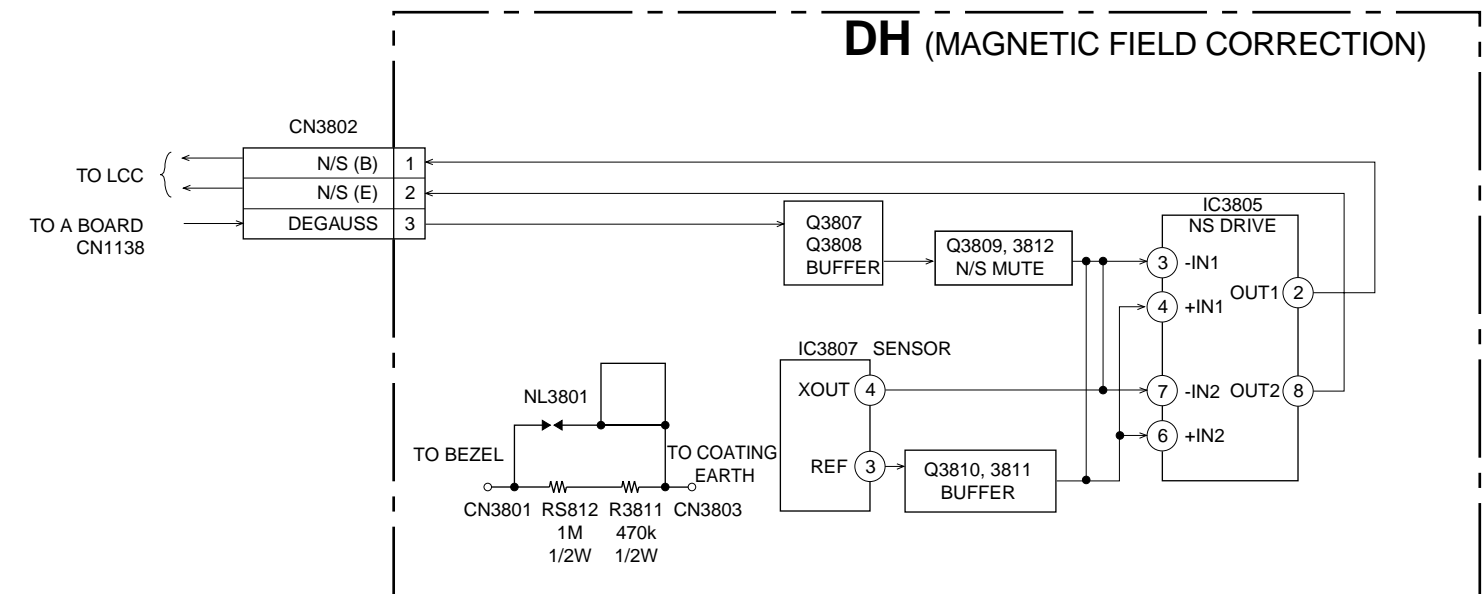 DH (MAGNETIC FIELD CORRECTION)
CN3802
TO LCC
N/S (B) 1
N/S (E) 2
TO A BOARD
CN1138
DEGAUSS 3
Q3807
Q3808
BUFFER
Q3809, 3812
N/S MUTE
IC3805
NS DRIVE
3 -IN1
4 +IN1
OUT1 2
7 -IN2
OUT2 8
6 +IN2
IC3807 SENSOR
XOUT 4
REF 3
Q3810, 3811
BUFFER
NL3801
TO BEZEL
TO COATING
EARTH
CN3801 RS812 R3811 CN3803
1M 470k
1/2W 1/2W